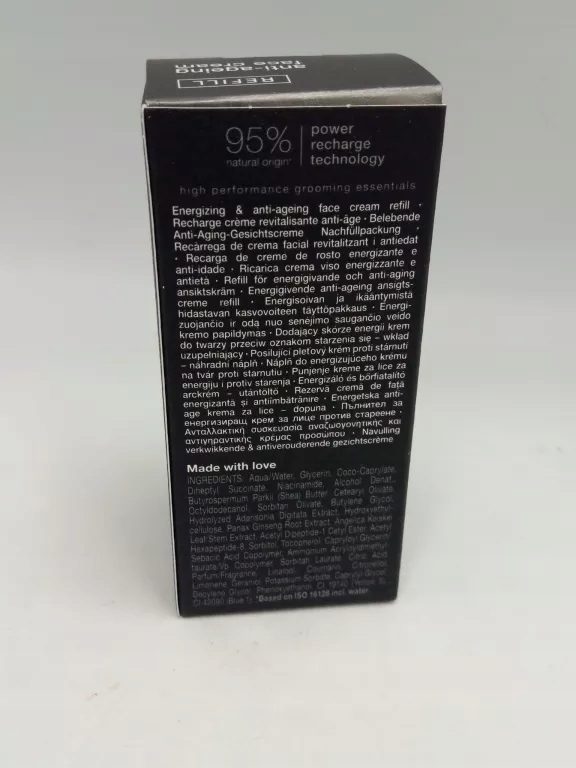 REFILL
anti-ageing
face cream
95%
natural origin*
power
recharge
technology
high performance grooming essentials
Energizing & anti-ageing face cream refill ·
Recharge crème revitalisante anti-âge · Belebende
Anti-Aging-Gesichtscreme Nachfüllpackung ·
Recàrrega de crema facial revitalitzant i antiedat
· Recarga de creme de rosto energizante e
anti-idade · Ricarica crema viso energizzante e
antietà · Refill för energigivande och anti-aging
ansiktskräm · Energigivende anti-ageing ansigts-
creme refill · Energisoivan ja ikääntymistä
hidastavan kasvovoiteen täyttöpakkaus · Energi-
zuojančio ir oda nuo senėjimo saugančio veido
kremo papildymas · Dodający skórze energii krem
do twarzy przeciw oznakom starzenia się – wkład
uzupełniający · Posilující pleťový krém proti stárnutí
– náhradní náplň · Náplň do energizujúceho krému
na tvár proti starnutiu · Punjenje kreme za lice za
energiju i protiv starenja · Energizáló és bőrfiatalító
arckrém – utántöltő · Rezervă cremă de față
energizantă și antiîmbătrânire · Energetska anti-
age krema za lice – dopuna · Пълнител за
енергизиращ крем за лице против стареене ·
Ανταλλακτική συσκευασία αναζωογονητικής και
αντιγηραντικής κρέμας προσώπου · Navulling
verkwikkende & antiverouderende gezichtscrème
Made with love
INGREDIENTS: Aqua/Water, Glycerin, Coco-Caprylate,
Diheptyl Succinate, Niacinamide, Alcohol Denat.,
Butyrospermum Parkii (Shea) Butter, Cetearyl Olivate,
Octyldodecanol, Sorbitan Olivate, Butylene Glycol,
Hydrolyzed Adansonia Digitata Extract, Hydroxyethyl-
cellulose, Panax Ginseng Root Extract, Angelica Keiskei
Leaf/Stem Extract, Acetyl Dipeptide-1 Cetyl Ester, Acetyl
Hexapeptide-8, Sorbitol, Tocopherol, Capryloyl Glycerin/
Sebacic Acid Copolymer, Ammonium Acryloyldimethyl-
taurate/Vp Copolymer, Sorbitan Laurate, Citric Acid,
Parfum/Fragrance, Linalool, Coumarin, Citronellol,
Limonene, Geraniol, Potassium Sorbate, Caprylyl Glycol,
Decylene Glycol, Phenoxyethanol, CI 19140 (Yellow 5),
CI 42090 (Blue 1). *Based on ISO 16128 incl. water.